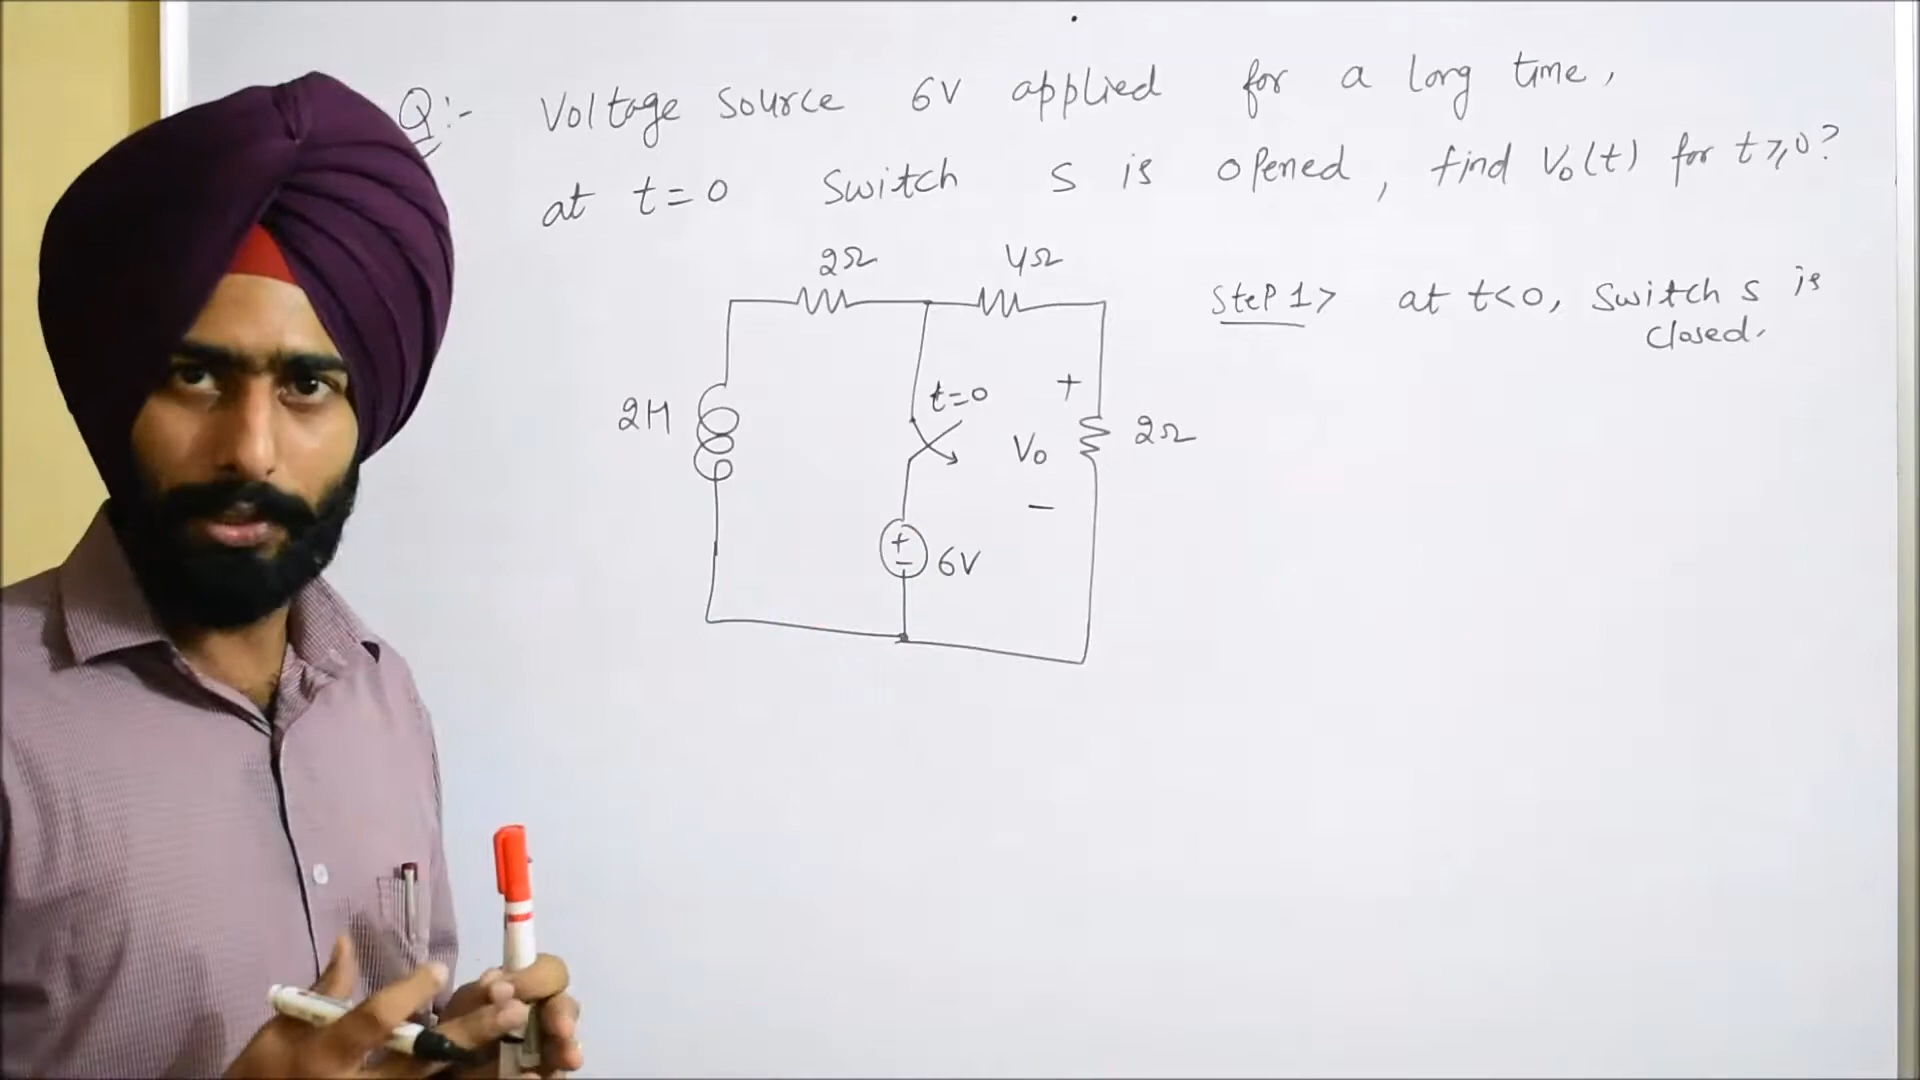 Q:- Voltage source 6V applied for a long time,
at t=0 Switch S is opened, find V₀(t) for t⩾0?
2Ω
4Ω
Step 1> at t<0, Switch S is
closed.
2H
t=0
+
V₀
−
2Ω
+
−
6V